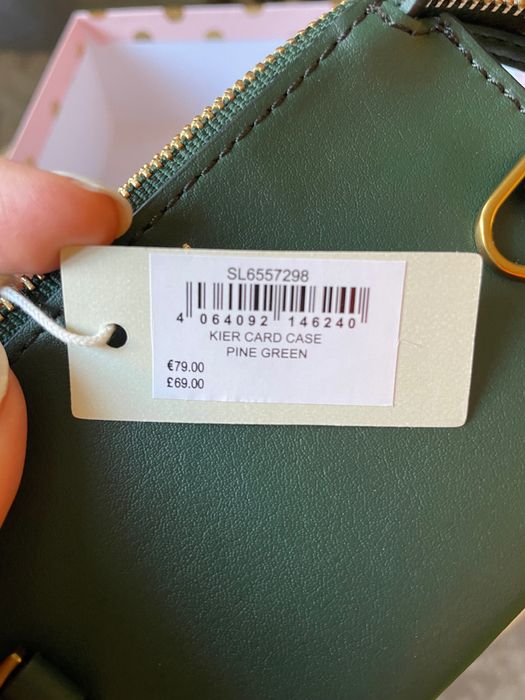 SL6557298
4 064092 146240
KIER CARD CASE
PINE GREEN
€79.00
£69.00